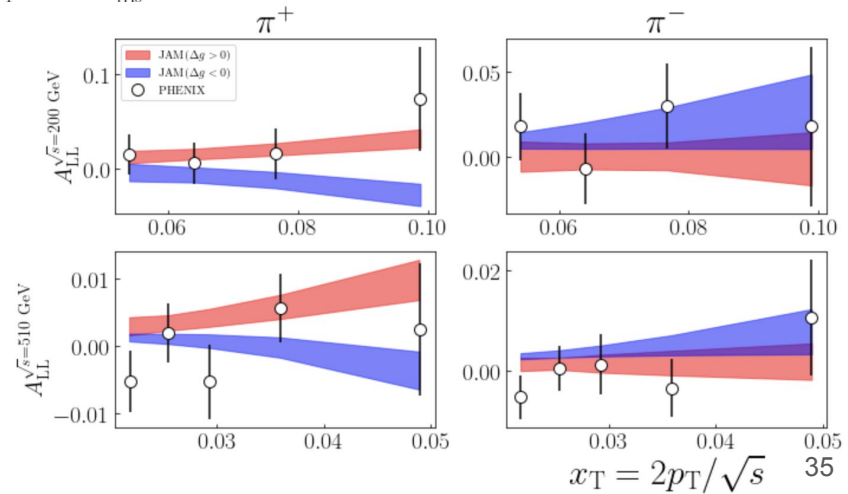 π⁺ π⁻
JAM(Δg > 0)
JAM(Δg < 0)
PHENIX
A_LL^√s=200 GeV
0.1
0.0
0.06 0.08 0.10
0.05
0.00
0.06 0.08 0.10
A_LL^√s=510 GeV
0.01
0.00
−0.01
0.03 0.04 0.05
0.02
0.00
0.03 0.04 0.05
x_T = 2p_T/√s 35